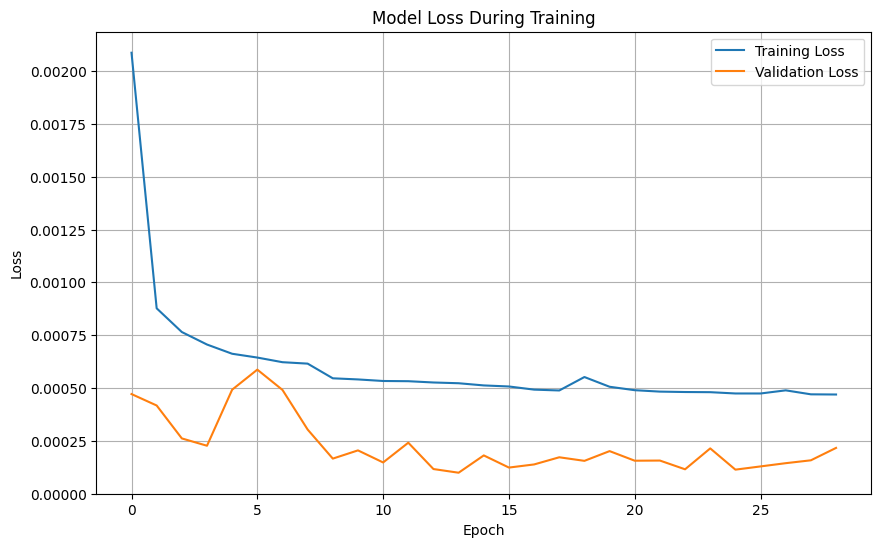 Model Loss During Training
Training Loss
Validation Loss
0.00200
0.00175
0.00150
0.00125
0.00100
0.00075
0.00050
0.00025
0.00000
Loss
0 5 10 15 20 25
Epoch